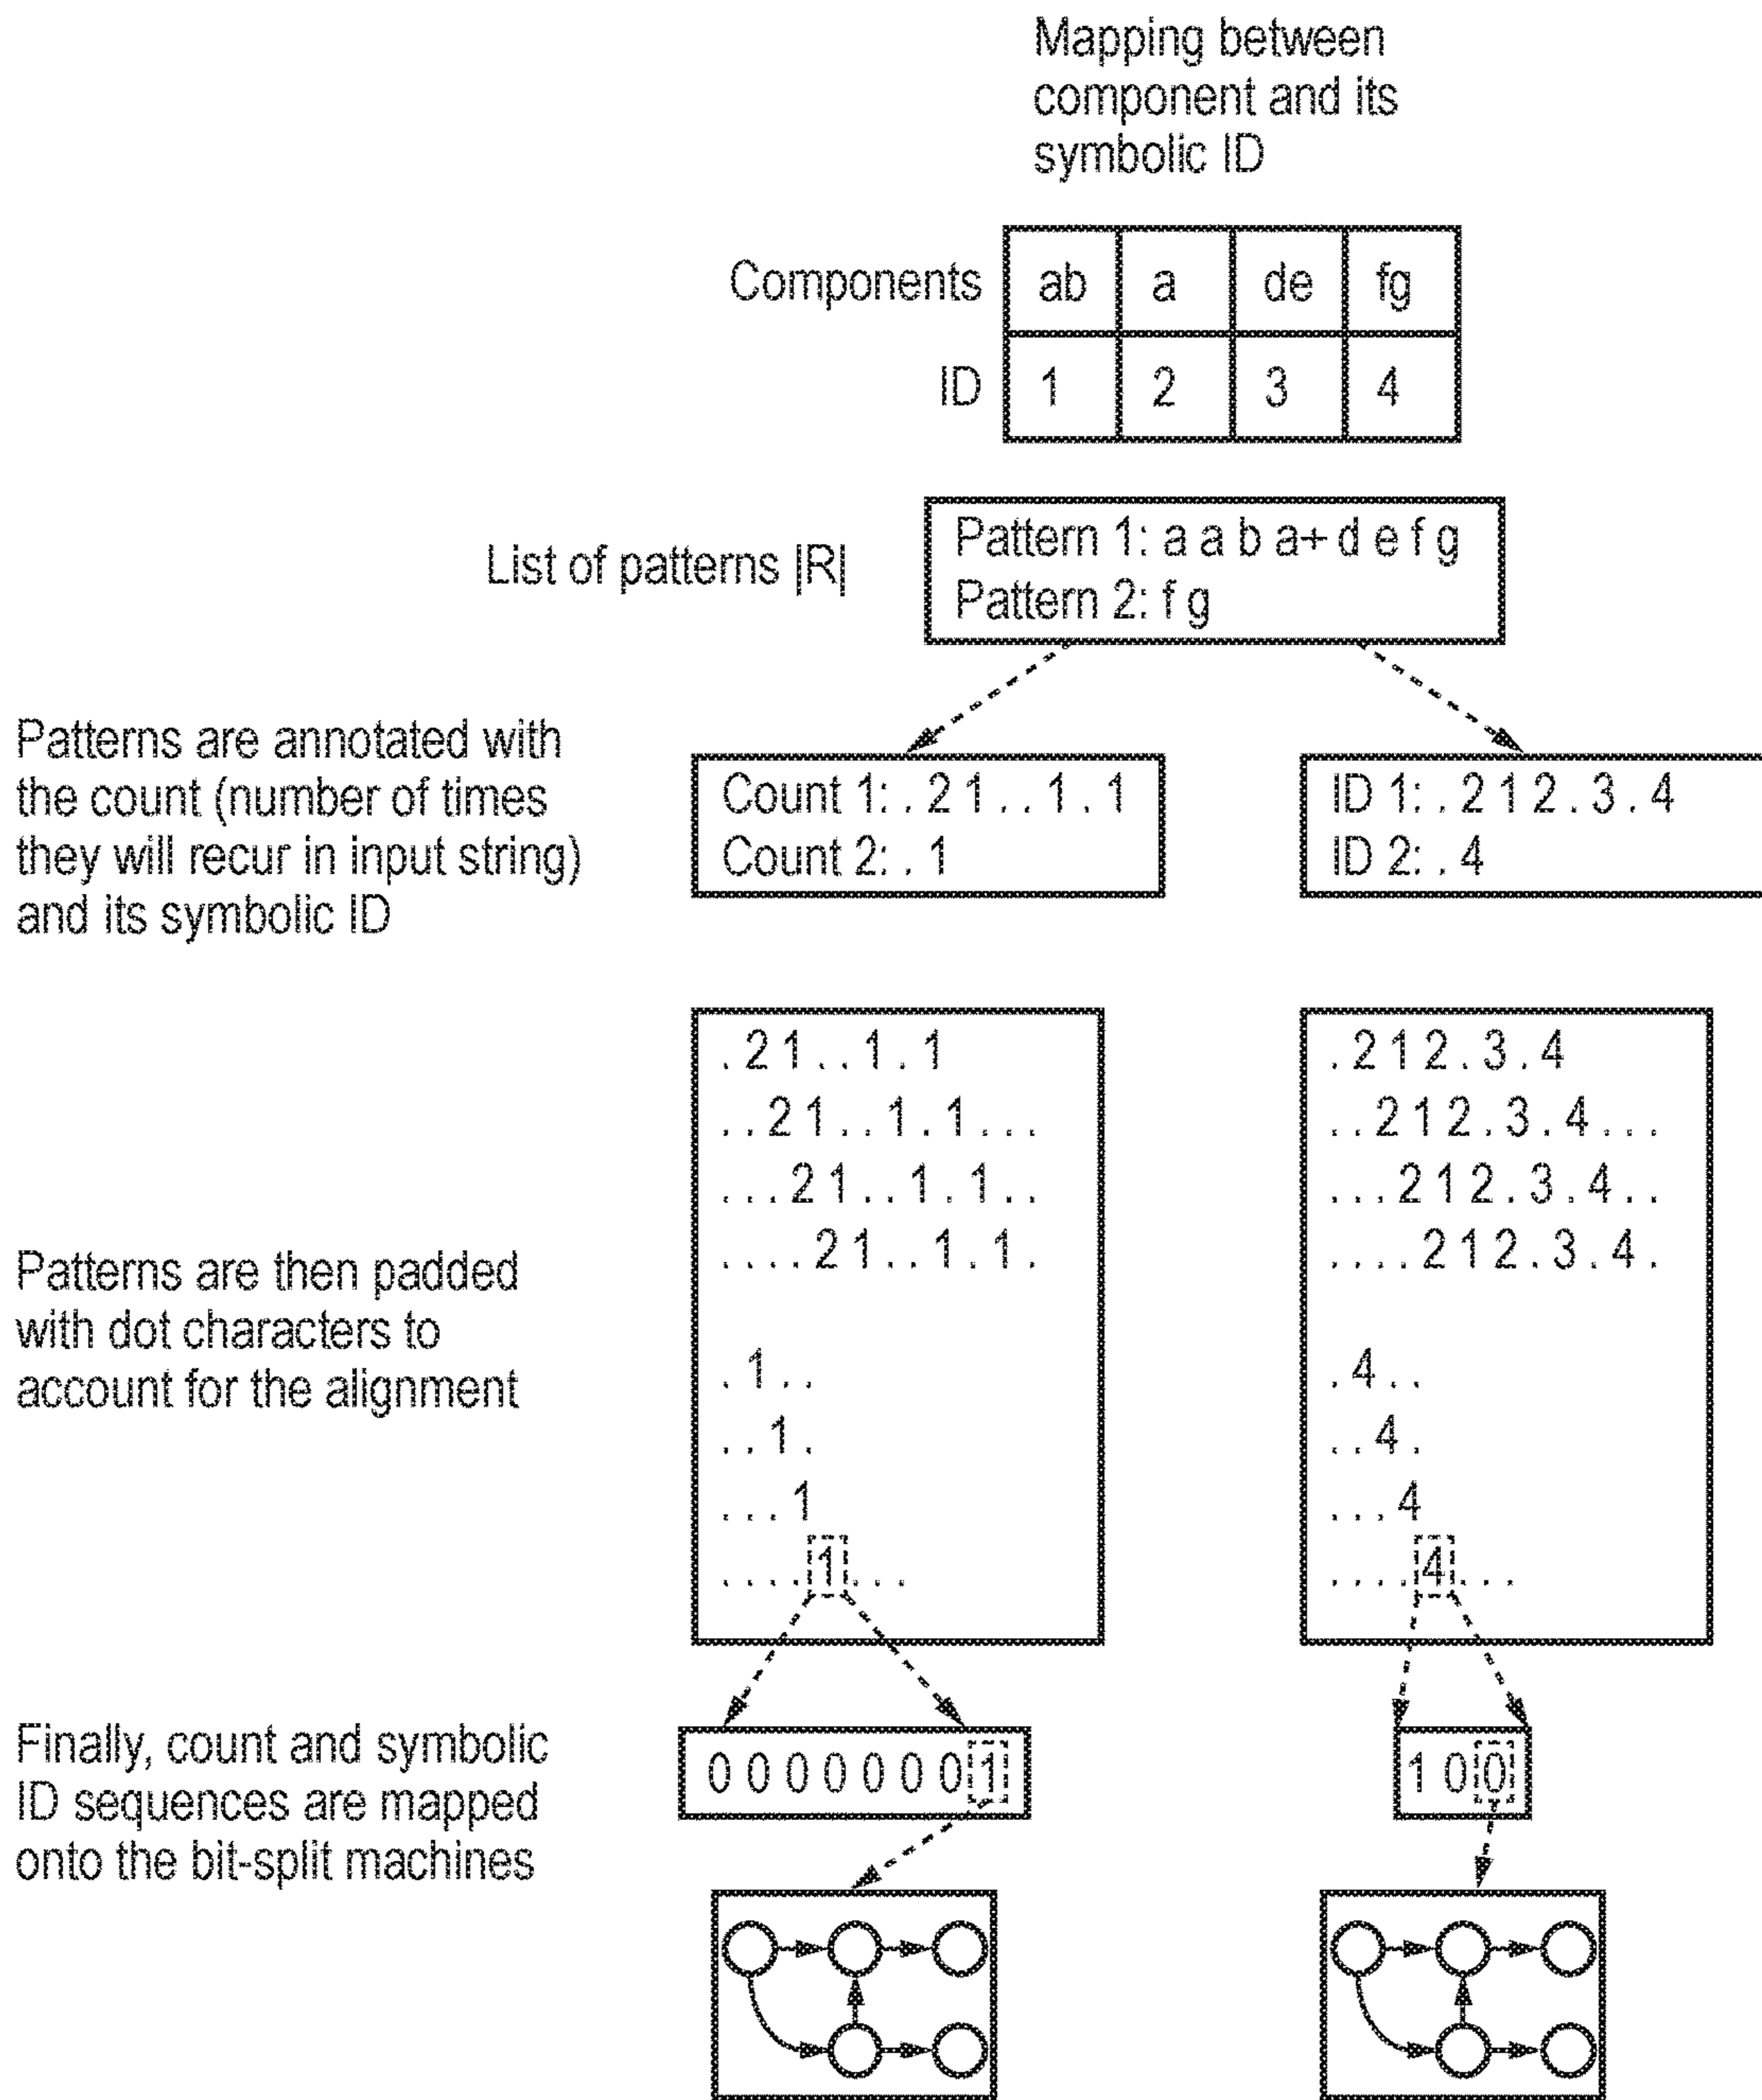 Mapping between
component and its
symbolic ID
Components ab a de fg
ID 1 2 3 4
List of patterns |R|
Pattern 1: a a b a+ d e f g
Pattern 2: f g
Patterns are annotated with
the count (number of times
they will recur in input string)
and its symbolic ID
Count 1: . 2 1 . . 1 . 1
Count 2: . 1
ID 1: . 2 1 2 . 3 . 4
ID 2: . 4
Patterns are then padded
with dot characters to
account for the alignment
. 2 1 . . 1 . 1
. . 2 1 . . 1 . 1 . . .
. . . 2 1 . . 1 . 1 . .
. . . . 2 1 . . 1 . 1 .
. 1 . .
. . 1 .
. . . 1
. . . . 1 . . .
. 2 1 2 . 3 . 4
. . 2 1 2 . 3 . 4 . . .
. . . 2 1 2 . 3 . 4 . .
. . . . 2 1 2 . 3 . 4 .
. 4 . .
. . 4 .
. . . 4
. . . . 4 . . .
Finally, count and symbolic
ID sequences are mapped
onto the bit-split machines
0 0 0 0 0 0 0 1
1 0 0